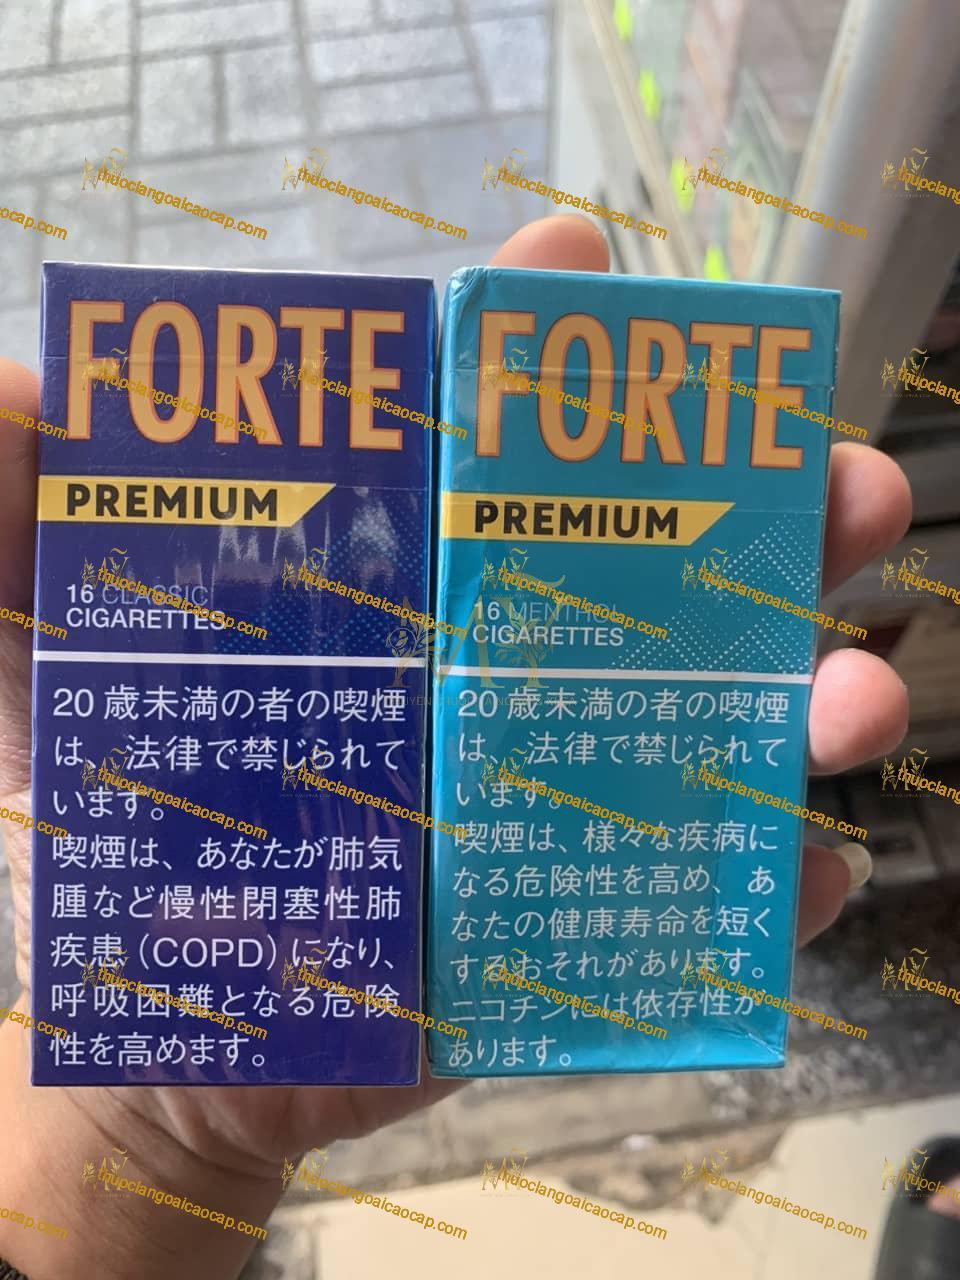 FORTE
PREMIUM
16 CLASSIC
CIGARETTES
20歳未満の者の喫煙
は、法律で禁じられて
います。
喫煙は、あなたが肺気
腫など慢性閉塞性肺
疾患(COPD)になり、
呼吸困難となる危険
性を高めます。
FORTE
PREMIUM
16 MENTHOL
CIGARETTES
20歳未満の者の喫煙
は、法律で禁じられて
います。
喫煙は、様々な疾病に
なる危険性を高め、あ
なたの健康寿命を短く
するおそれがあります。
ニコチンには依存性が
あります。
thuoclangoaicaocap.com